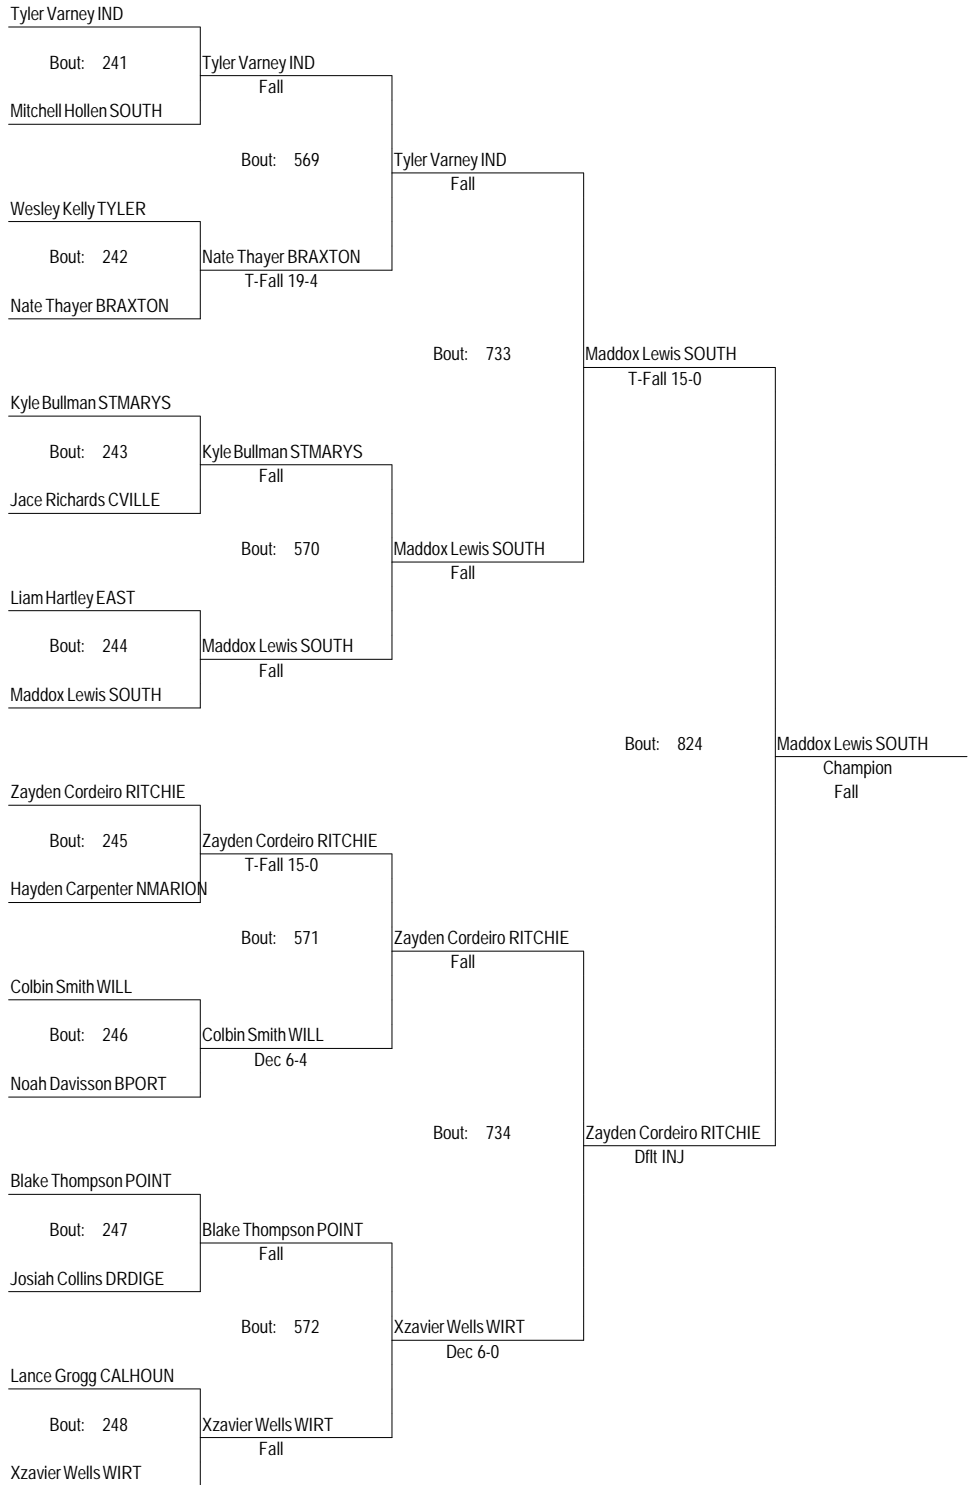 Tyler Varney IND
Bout: 241
Tyler Varney IND
Fall
Mitchell Hollen SOUTH
Bout: 569
Tyler Varney IND
Fall
Wesley Kelly TYLER
Bout: 242
Nate Thayer BRAXTON
T-Fall 19-4
Nate Thayer BRAXTON
Bout: 733
Maddox Lewis SOUTH
T-Fall 15-0
Kyle Bullman STMARYS
Bout: 243
Kyle Bullman STMARYS
Fall
Jace Richards CVILLE
Bout: 570
Maddox Lewis SOUTH
Fall
Liam Hartley EAST
Bout: 244
Maddox Lewis SOUTH
Fall
Maddox Lewis SOUTH
Bout: 824
Maddox Lewis SOUTH
Champion
Fall
Zayden Cordeiro RITCHIE
Bout: 245
Zayden Cordeiro RITCHIE
T-Fall 15-0
Hayden Carpenter NMARION
Bout: 571
Zayden Cordeiro RITCHIE
Fall
Colbin Smith WILL
Bout: 246
Colbin Smith WILL
Dec 6-4
Noah Davisson BPORT
Bout: 734
Zayden Cordeiro RITCHIE
Dflt INJ
Blake Thompson POINT
Bout: 247
Blake Thompson POINT
Fall
Josiah Collins DRDIGE
Bout: 572
Xzavier Wells WIRT
Dec 6-0
Lance Grogg CALHOUN
Bout: 248
Xzavier Wells WIRT
Fall
Xzavier Wells WIRT